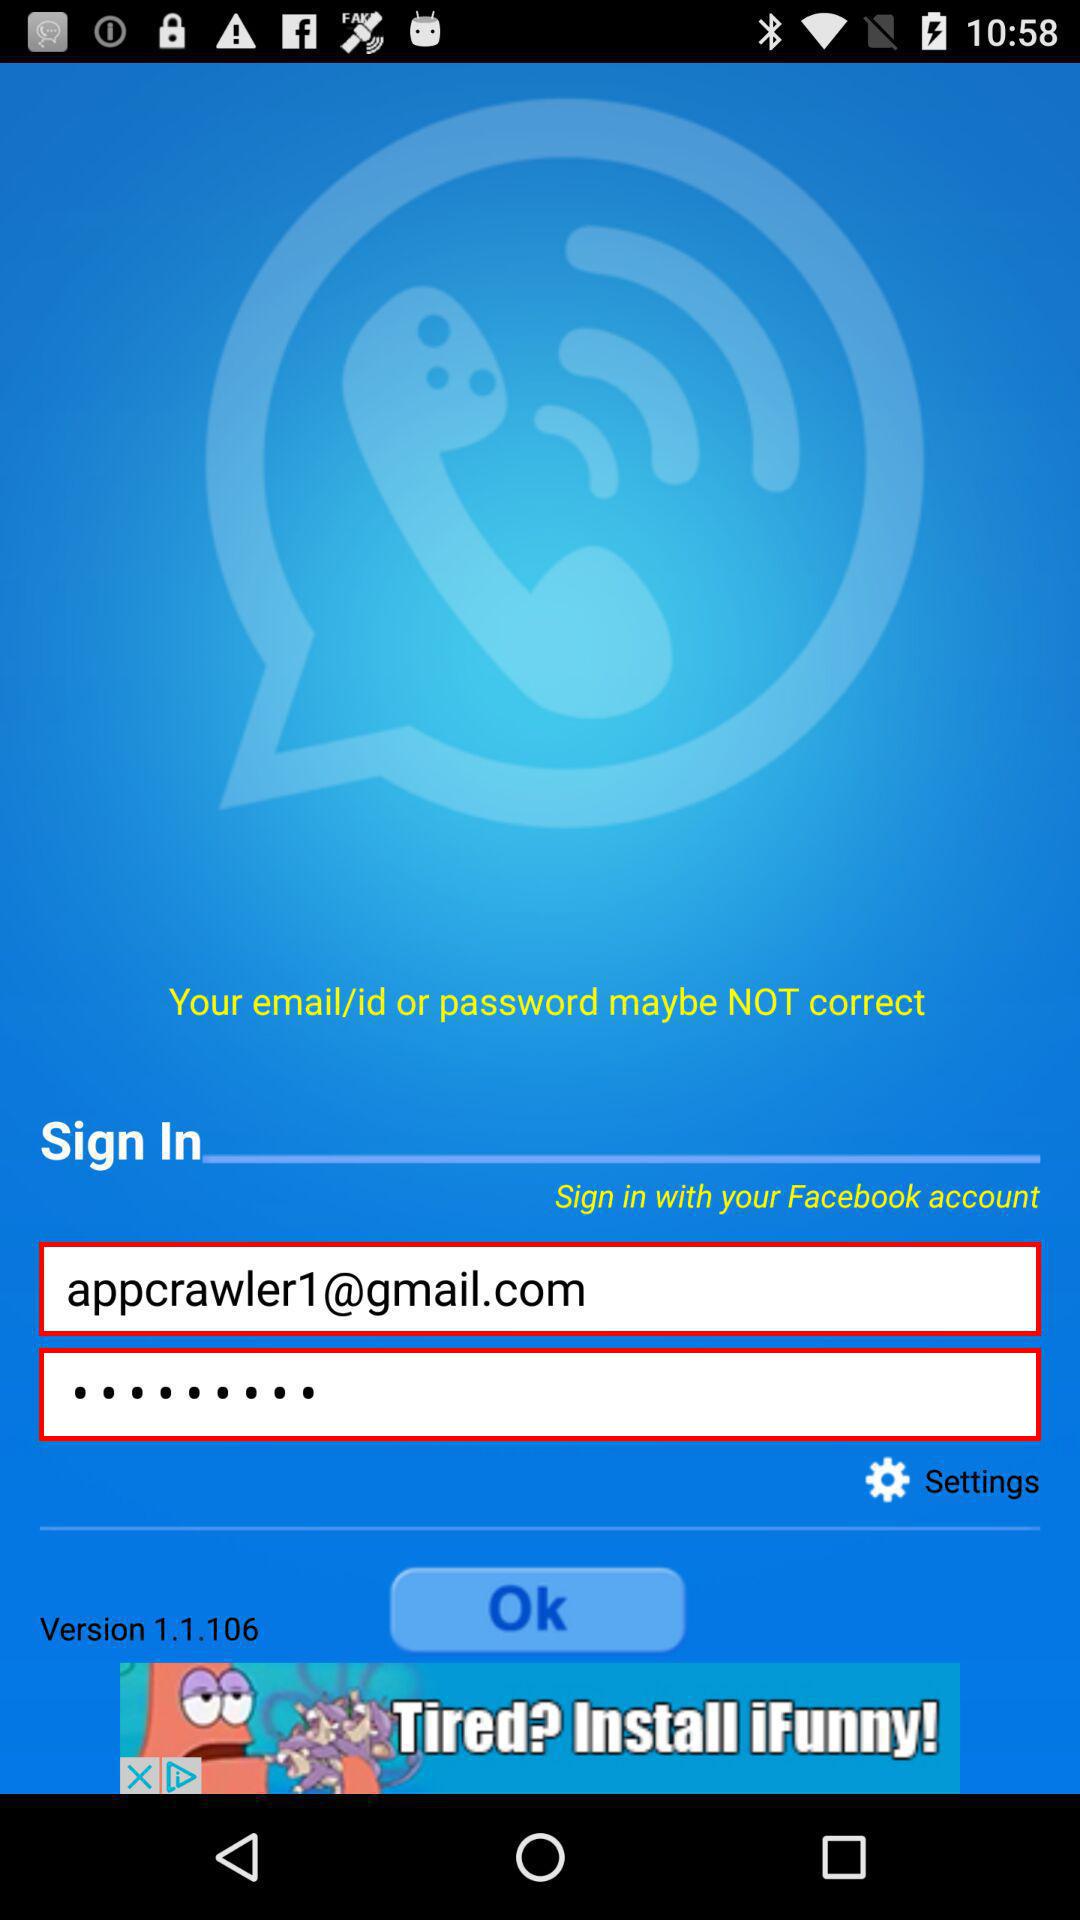 FAKE
10:58
Your email/id or password maybe NOT correct
Sign In
Sign in with your Facebook account
appcrawler1@gmail.com
•••••••••
Settings
Ok
Version 1.1.106
Tired? Install iFunny!